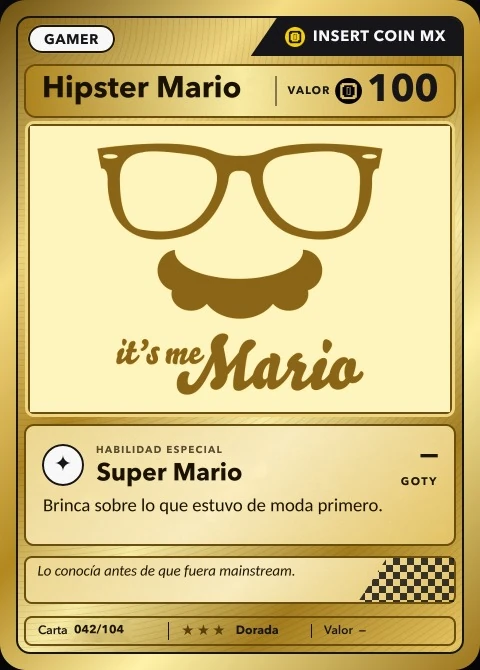 GAMER
INSERT COIN MX
Hipster Mario
VALOR 100
it's me Mario
HABILIDAD ESPECIAL
Super Mario
—
GOTY
Brinca sobre lo que estuvo de moda primero.
Lo conocía antes de que fuera mainstream.
Carta 042/104 ★ ★ ★ Dorada Valor –